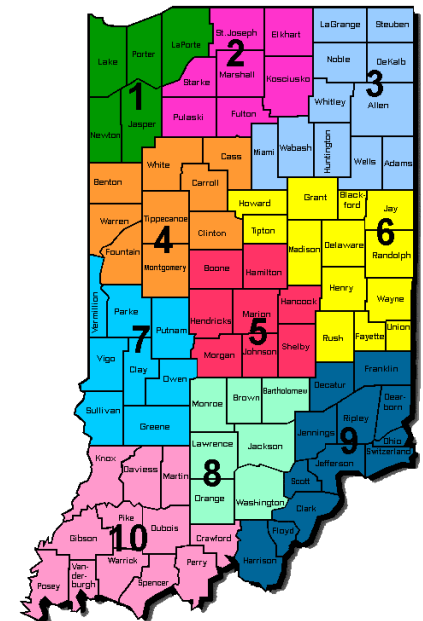 LaGrange Steuben
St.Joseph Elkhart
LaPorte
Porter
Lake
2
Noble DeKalb
Marshall Kosciusko
Starke
3
1
Whitley Allen
Pulaski Fulton
Jasper
Newton
Miami Wabash Huntington
White Cass
Wells Adams
Benton Carroll
Howard Grant Black-
ford
Jay
Warren Tippecanoe
4
Clinton Tipton
6
Madison Delaware
Randolph
Fountain
Montgomery
Boone Hamilton
Henry Wayne
Vermillion Parke
Putnam
Hendricks Marion Hancock
7
5
Rush Fayette Union
Vigo
Clay
Morgan Johnson Shelby
Owen
Franklin
Decatur
Sullivan
Monroe Brown Bartholomew
Dear-
born
Greene
Ripley
Jennings
9
Ohio
Lawrence Jackson
Switzerland
Knox
Daviess Martin
8
Jefferson
Scott
Orange Washington
Clark
Pike
Gibson
10
Dubois
Crawford
Floyd
Harrison
Posey
Van-
der-
burgh
Warrick
Spencer
Perry